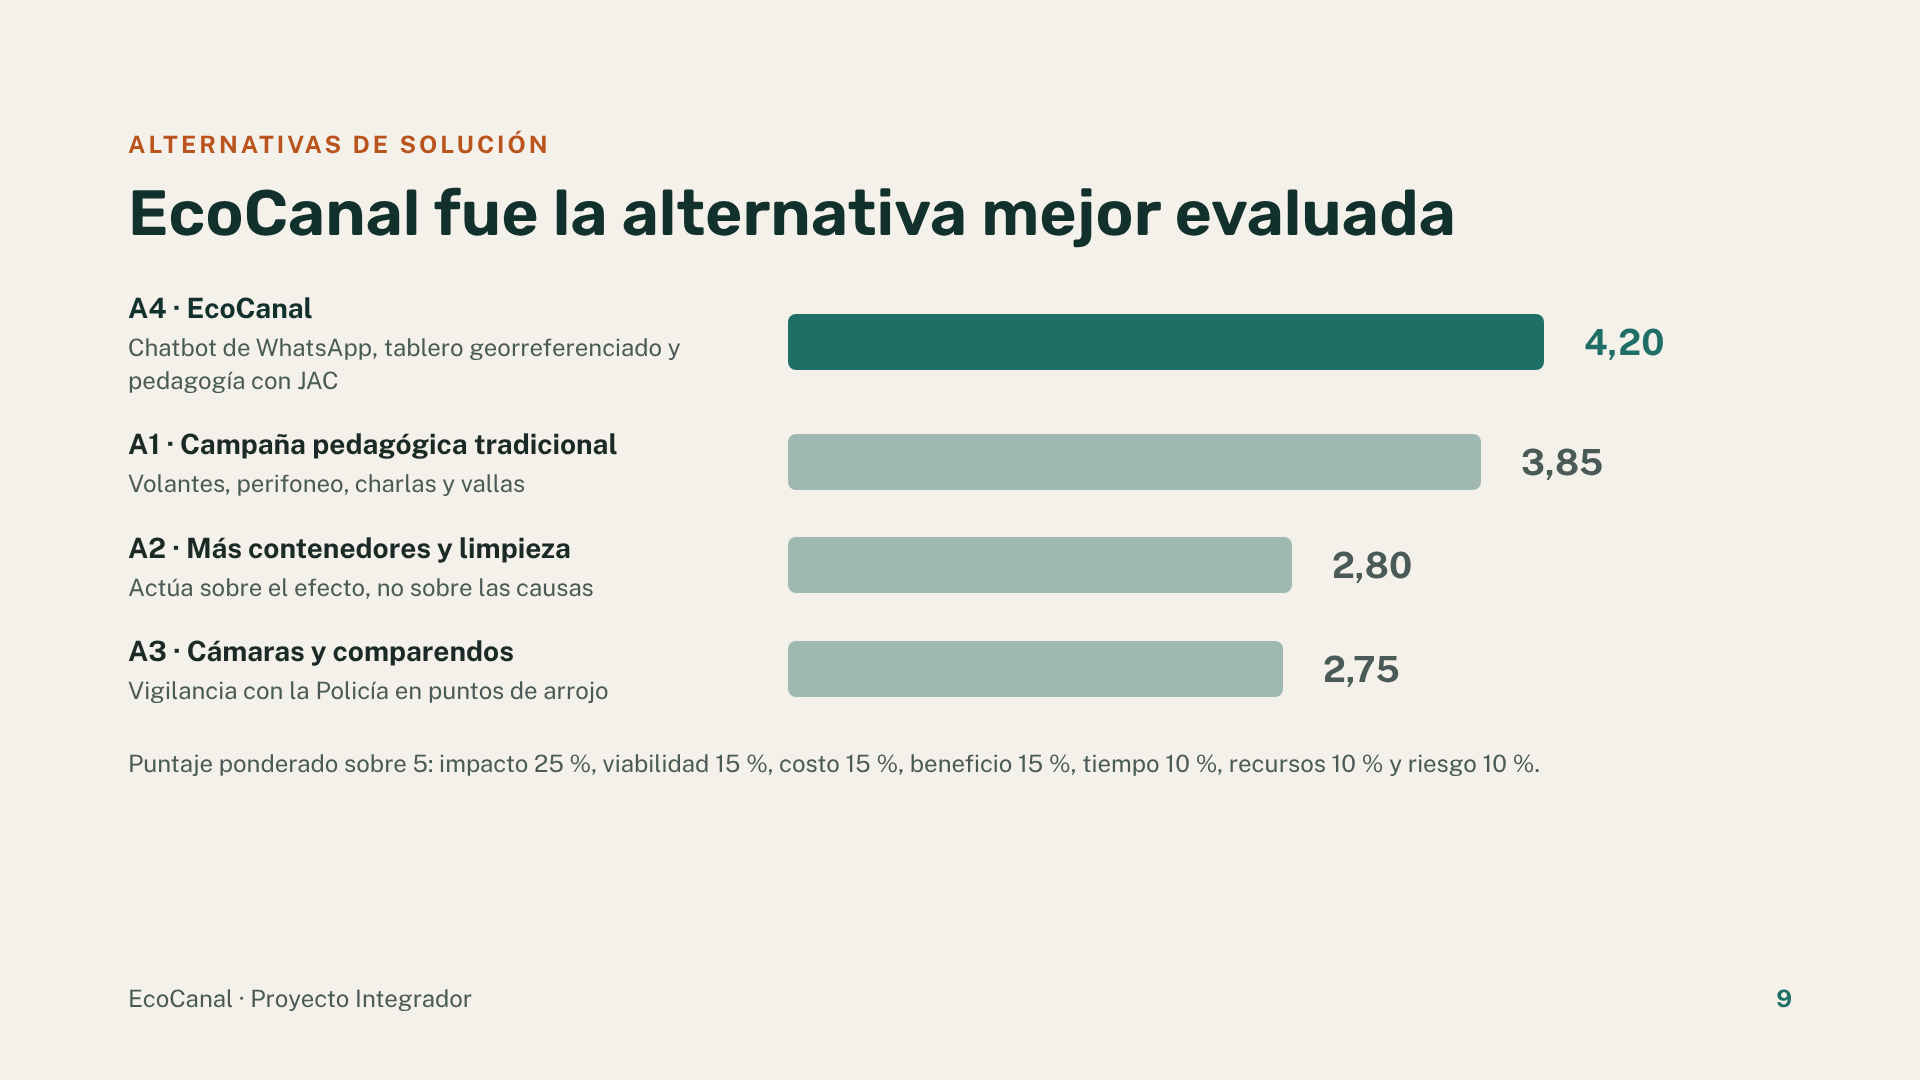 ALTERNATIVAS DE SOLUCIÓN
EcoCanal fue la alternativa mejor evaluada
A4 · EcoCanal
Chatbot de WhatsApp, tablero georreferenciado y
pedagogía con JAC
4,20
A1 · Campaña pedagógica tradicional
Volantes, perifoneo, charlas y vallas
3,85
A2 · Más contenedores y limpieza
Actúa sobre el efecto, no sobre las causas
2,80
A3 · Cámaras y comparendos
Vigilancia con la Policía en puntos de arrojo
2,75
Puntaje ponderado sobre 5: impacto 25 %, viabilidad 15 %, costo 15 %, beneficio 15 %, tiempo 10 %, recursos 10 % y riesgo 10 %.
EcoCanal · Proyecto Integrador
9